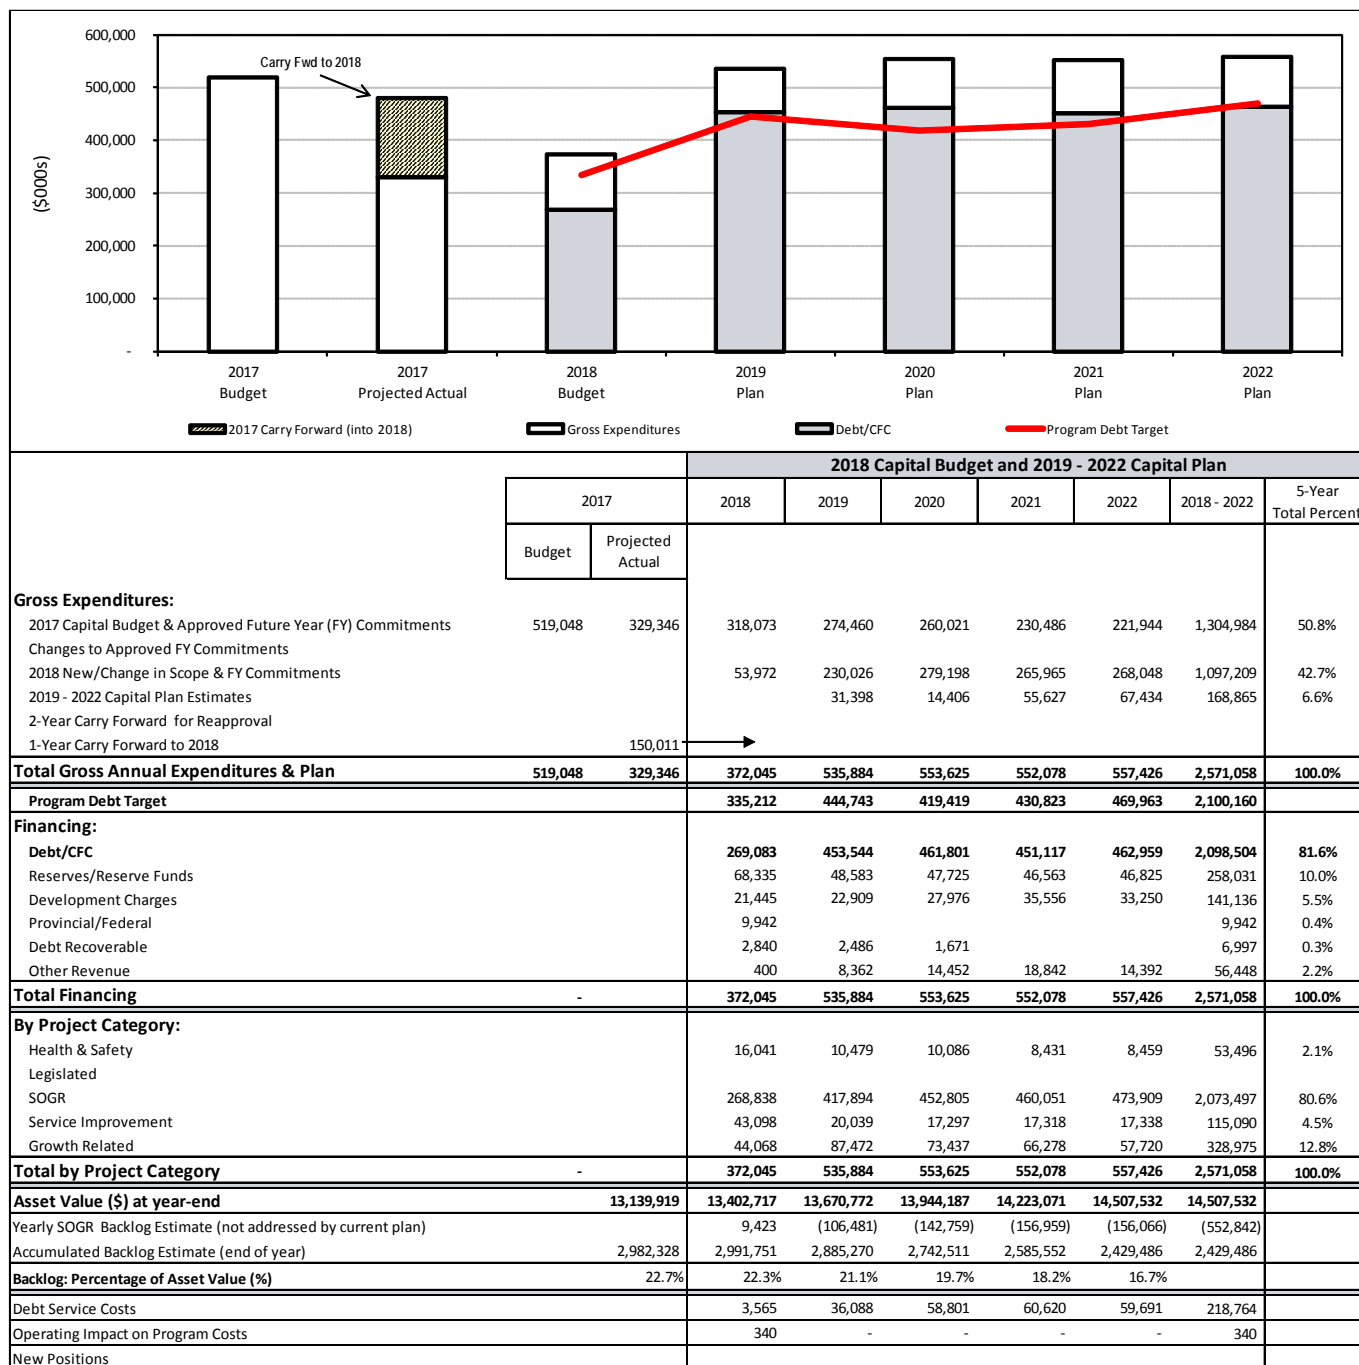 600,000
Carry Fwd to 2018
500,000
400,000
($000s)
300,000
200,000
100,000
-
2017 2017 2018 2019 2020 2021 2022
Budget Projected Actual Budget Plan Plan Plan Plan
2017 Carry Forward (into 2018) Gross Expenditures Debt/CFC Program Debt Target
2018 Capital Budget and 2019 - 2022 Capital Plan
2017 2018 2019 2020 2021 2022 2018 - 2022 5-Year Total Percent
Budget Projected Actual
Gross Expenditures:
2017 Capital Budget & Approved Future Year (FY) Commitments 519,048 329,346 318,073 274,460 260,021 230,486 221,944 1,304,984 50.8%
Changes to Approved FY Commitments
2018 New/Change in Scope & FY Commitments 53,972 230,026 279,198 265,965 268,048 1,097,209 42.7%
2019 - 2022 Capital Plan Estimates 31,398 14,406 55,627 67,434 168,865 6.6%
2-Year Carry Forward for Reapproval
1-Year Carry Forward to 2018 150,011
Total Gross Annual Expenditures & Plan 519,048 329,346 372,045 535,884 553,625 552,078 557,426 2,571,058 100.0%
Program Debt Target 335,212 444,743 419,419 430,823 469,963 2,100,160
Financing:
Debt/CFC 269,083 453,544 461,801 451,117 462,959 2,098,504 81.6%
Reserves/Reserve Funds 68,335 48,583 47,725 46,563 46,825 258,031 10.0%
Development Charges 21,445 22,909 27,976 35,556 33,250 141,136 5.5%
Provincial/Federal 9,942 9,942 0.4%
Debt Recoverable 2,840 2,486 1,671 6,997 0.3%
Other Revenue 400 8,362 14,452 18,842 14,392 56,448 2.2%
Total Financing - 372,045 535,884 553,625 552,078 557,426 2,571,058 100.0%
By Project Category:
Health & Safety 16,041 10,479 10,086 8,431 8,459 53,496 2.1%
Legislated
SOGR 268,838 417,894 452,805 460,051 473,909 2,073,497 80.6%
Service Improvement 43,098 20,039 17,297 17,318 17,338 115,090 4.5%
Growth Related 44,068 87,472 73,437 66,278 57,720 328,975 12.8%
Total by Project Category - 372,045 535,884 553,625 552,078 557,426 2,571,058 100.0%
Asset Value ($) at year-end 13,139,919 13,402,717 13,670,772 13,944,187 14,223,071 14,507,532 14,507,532
Yearly SOGR Backlog Estimate (not addressed by current plan) 9,423 (106,481) (142,759) (156,959) (156,066) (552,842)
Accumulated Backlog Estimate (end of year) 2,982,328 2,991,751 2,885,270 2,742,511 2,585,552 2,429,486 2,429,486
Backlog: Percentage of Asset Value (%) 22.7% 22.3% 21.1% 19.7% 18.2% 16.7%
Debt Service Costs 3,565 36,088 58,801 60,620 59,691 218,764
Operating Impact on Program Costs 340 - - - - 340
New Positions